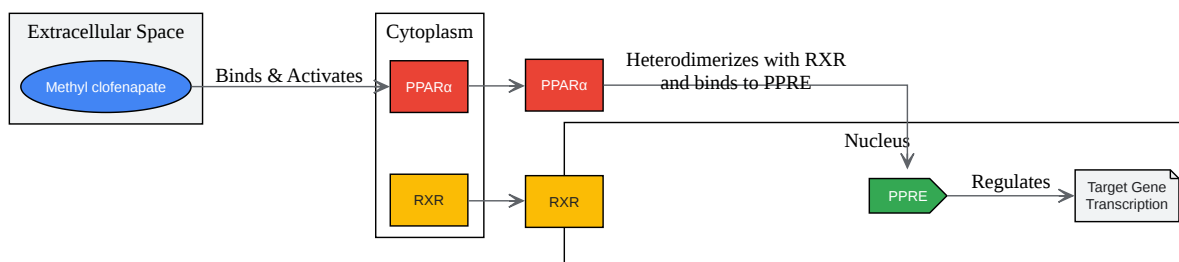 Extracellular Space
Methyl clofenapate
Binds & Activates
Cytoplasm
PPARα
PPARα
Heterodimerizes with RXR
and binds to PPRE
RXR
RXR
Nucleus
PPRE
Regulates
Target Gene
Transcription